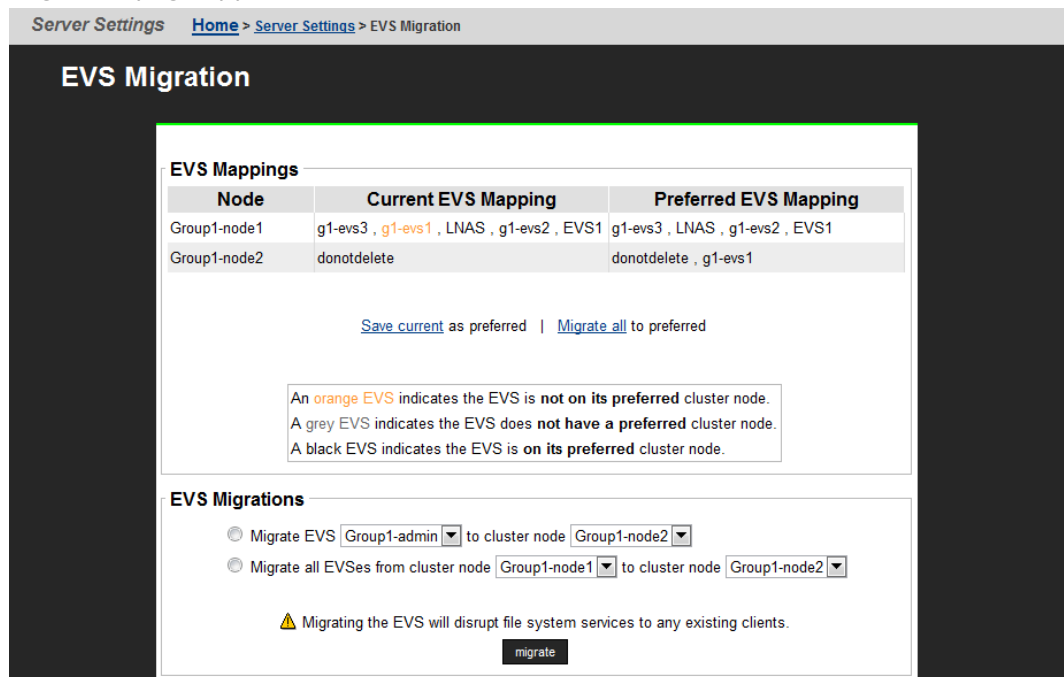 Server Settings Home > Server Settings > EVS Migration
EVS Migration
EVS Mappings
Node Current EVS Mapping Preferred EVS Mapping
Group1-node1 g1-evs3 , g1-evs1 , LNAS , g1-evs2 , EVS1 g1-evs3 , LNAS , g1-evs2 , EVS1
Group1-node2 donotdelete donotdelete , g1-evs1
Save current as preferred | Migrate all to preferred
An orange EVS indicates the EVS is not on its preferred cluster node.
A grey EVS indicates the EVS does not have a preferred cluster node.
A black EVS indicates the EVS is on its preferred cluster node.
EVS Migrations
Migrate EVS Group1-admin to cluster node Group1-node2
Migrate all EVSes from cluster node Group1-node1 to cluster node Group1-node2
Migrating the EVS will disrupt file system services to any existing clients.
migrate